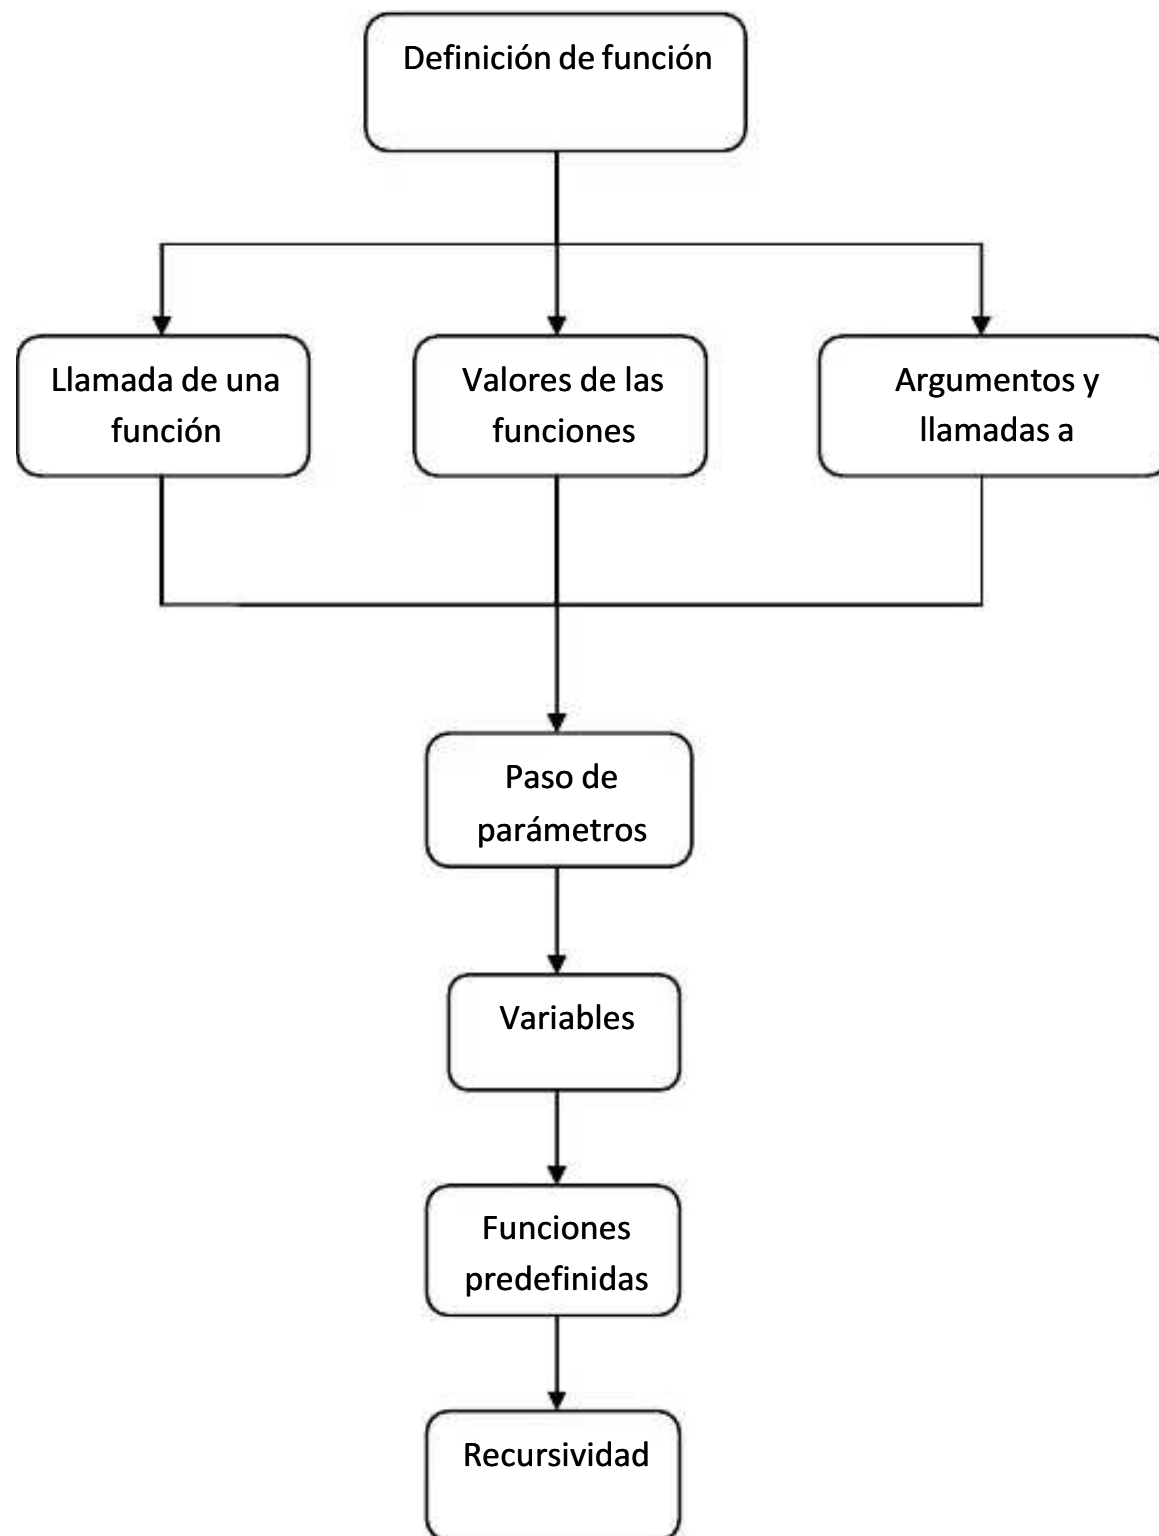 Definición de función
Llamada de una
función
Valores de las
funciones
Argumentos y
llamadas a
Paso de
parámetros
Variables
Funciones
predefinidas
Recursividad